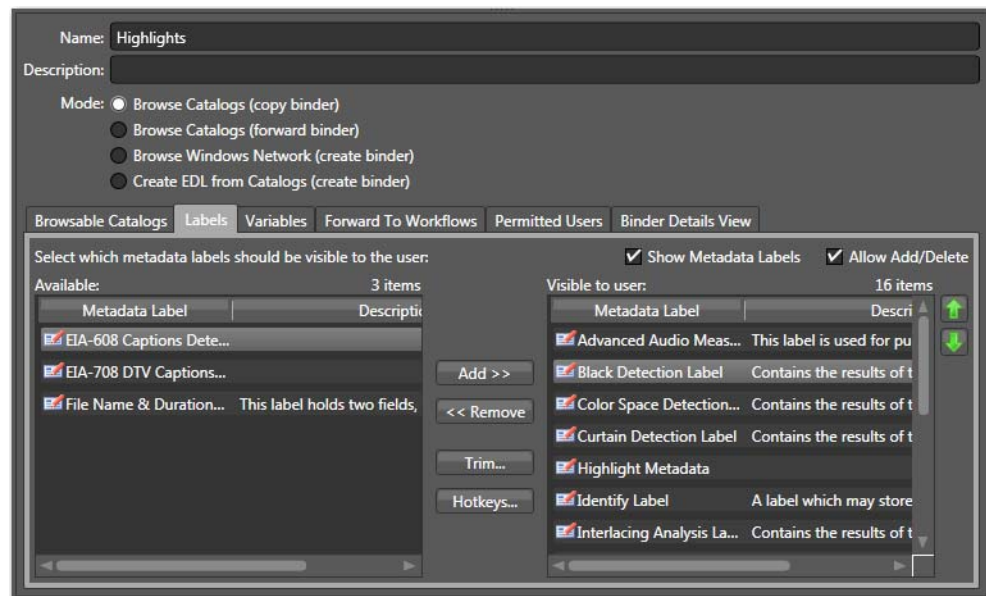 Name: Highlights
Description:
Mode: Browse Catalogs (copy binder)
Browse Catalogs (forward binder)
Browse Windows Network (create binder)
Create EDL from Catalogs (create binder)
Browsable Catalogs Labels Variables Forward To Workflows Permitted Users Binder Details View
Select which metadata labels should be visible to the user: Show Metadata Labels Allow Add/Delete
Available: 3 items Visible to user: 16 items
Metadata Label Descriptic Metadata Label Descri
EIA-608 Captions Dete... Advanced Audio Meas... This label is used for pu
EIA-708 DTV Captions... Add >> Black Detection Label Contains the results of t
File Name & Duration... This label holds two fields, << Remove Color Space Detection... Contains the results of t
Curtain Detection Label Contains the results of t
Trim... Highlight Metadata
Hotkeys... Identify Label A label which may store
Interlacing Analysis La... Contains the results of t